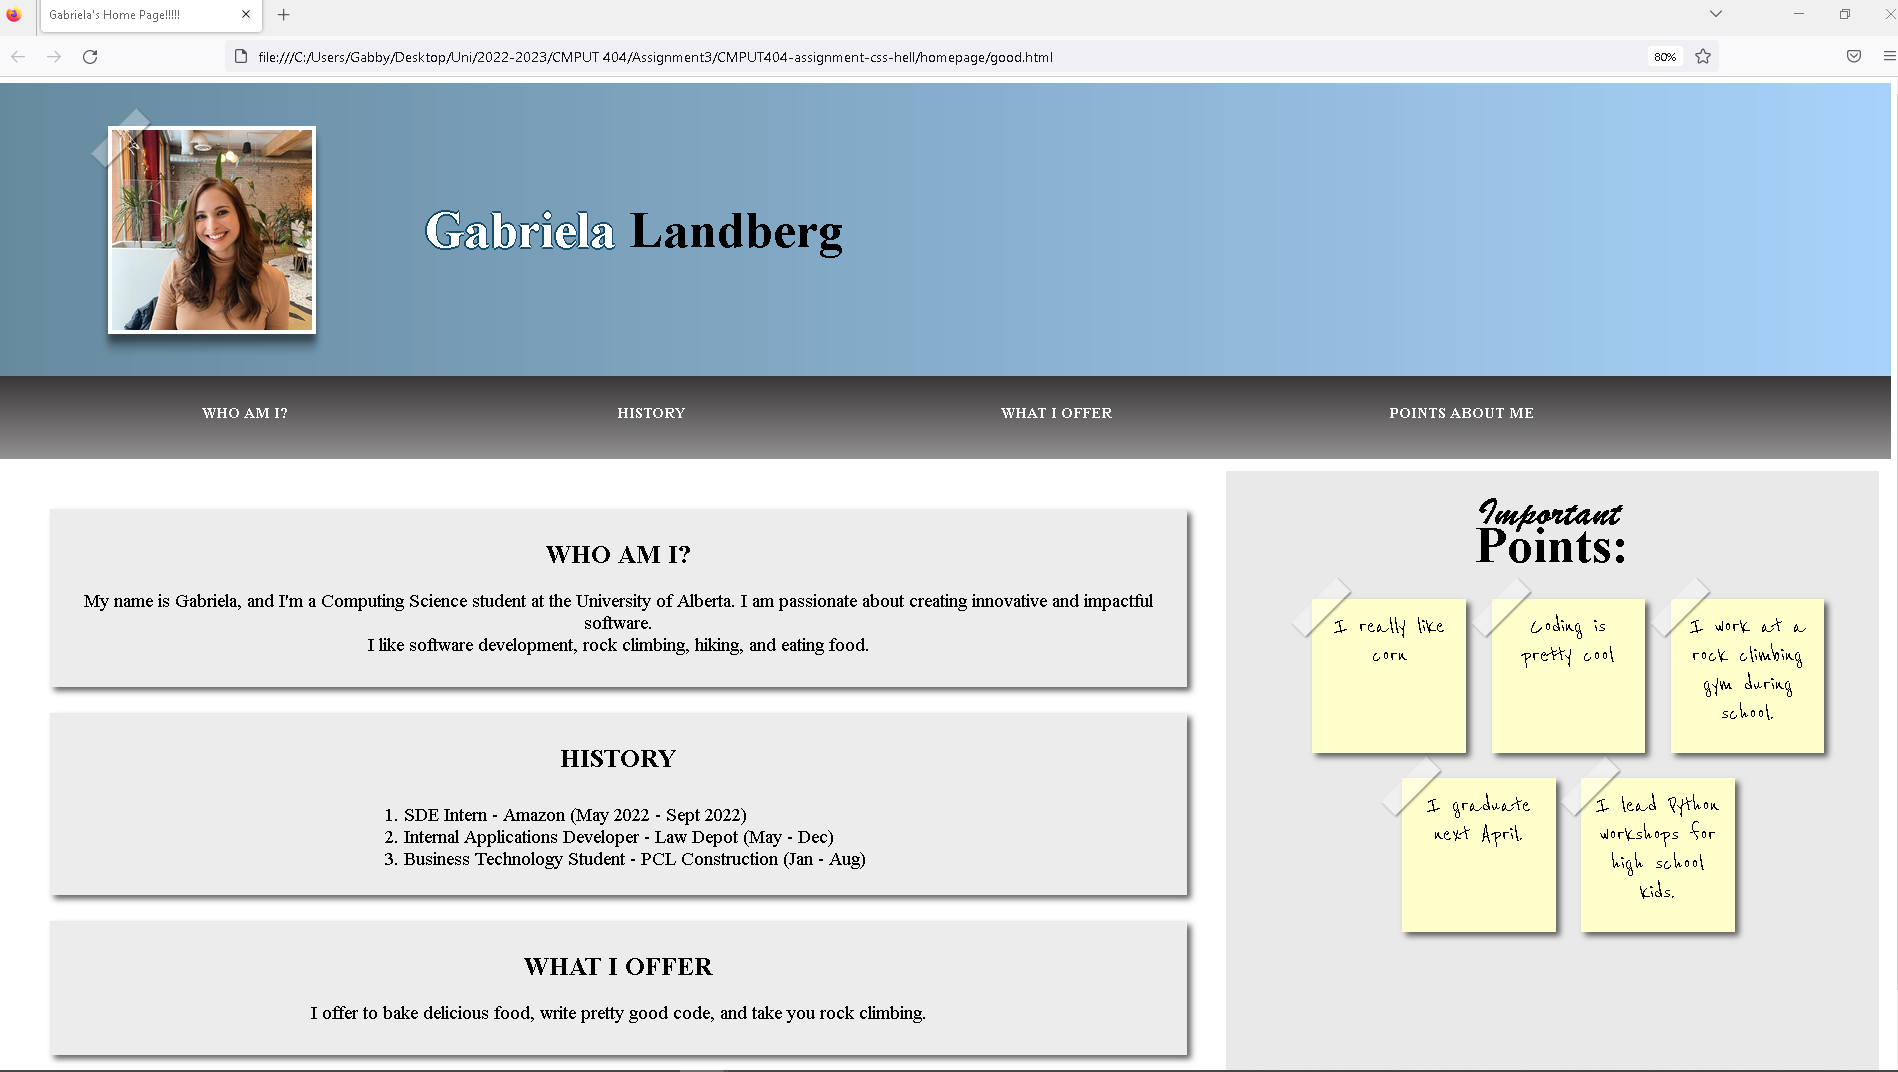 Gabriela's Home Page!!!!!
file:///C:/Users/Gabby/Desktop/Uni/2022-2023/CMPUT 404/Assignment3/CMPUT404-assignment-css-hell/homepage/good.html
80%
Gabriela Landberg
WHO AM I?
HISTORY
WHAT I OFFER
POINTS ABOUT ME
WHO AM I?
My name is Gabriela, and I'm a Computing Science student at the University of Alberta. I am passionate about creating innovative and impactful
software.
I like software development, rock climbing, hiking, and eating food.
HISTORY
1. SDE Intern - Amazon (May 2022 - Sept 2022)
2. Internal Applications Developer - Law Depot (May - Dec)
3. Business Technology Student - PCL Construction (Jan - Aug)
WHAT I OFFER
I offer to bake delicious food, write pretty good code, and take you rock climbing.
Important
Points:
I really like
corn
Coding is
pretty cool
I work at a
rock climbing
gym during
school.
I graduate
next April.
I lead Python
workshops for
high school
kids.